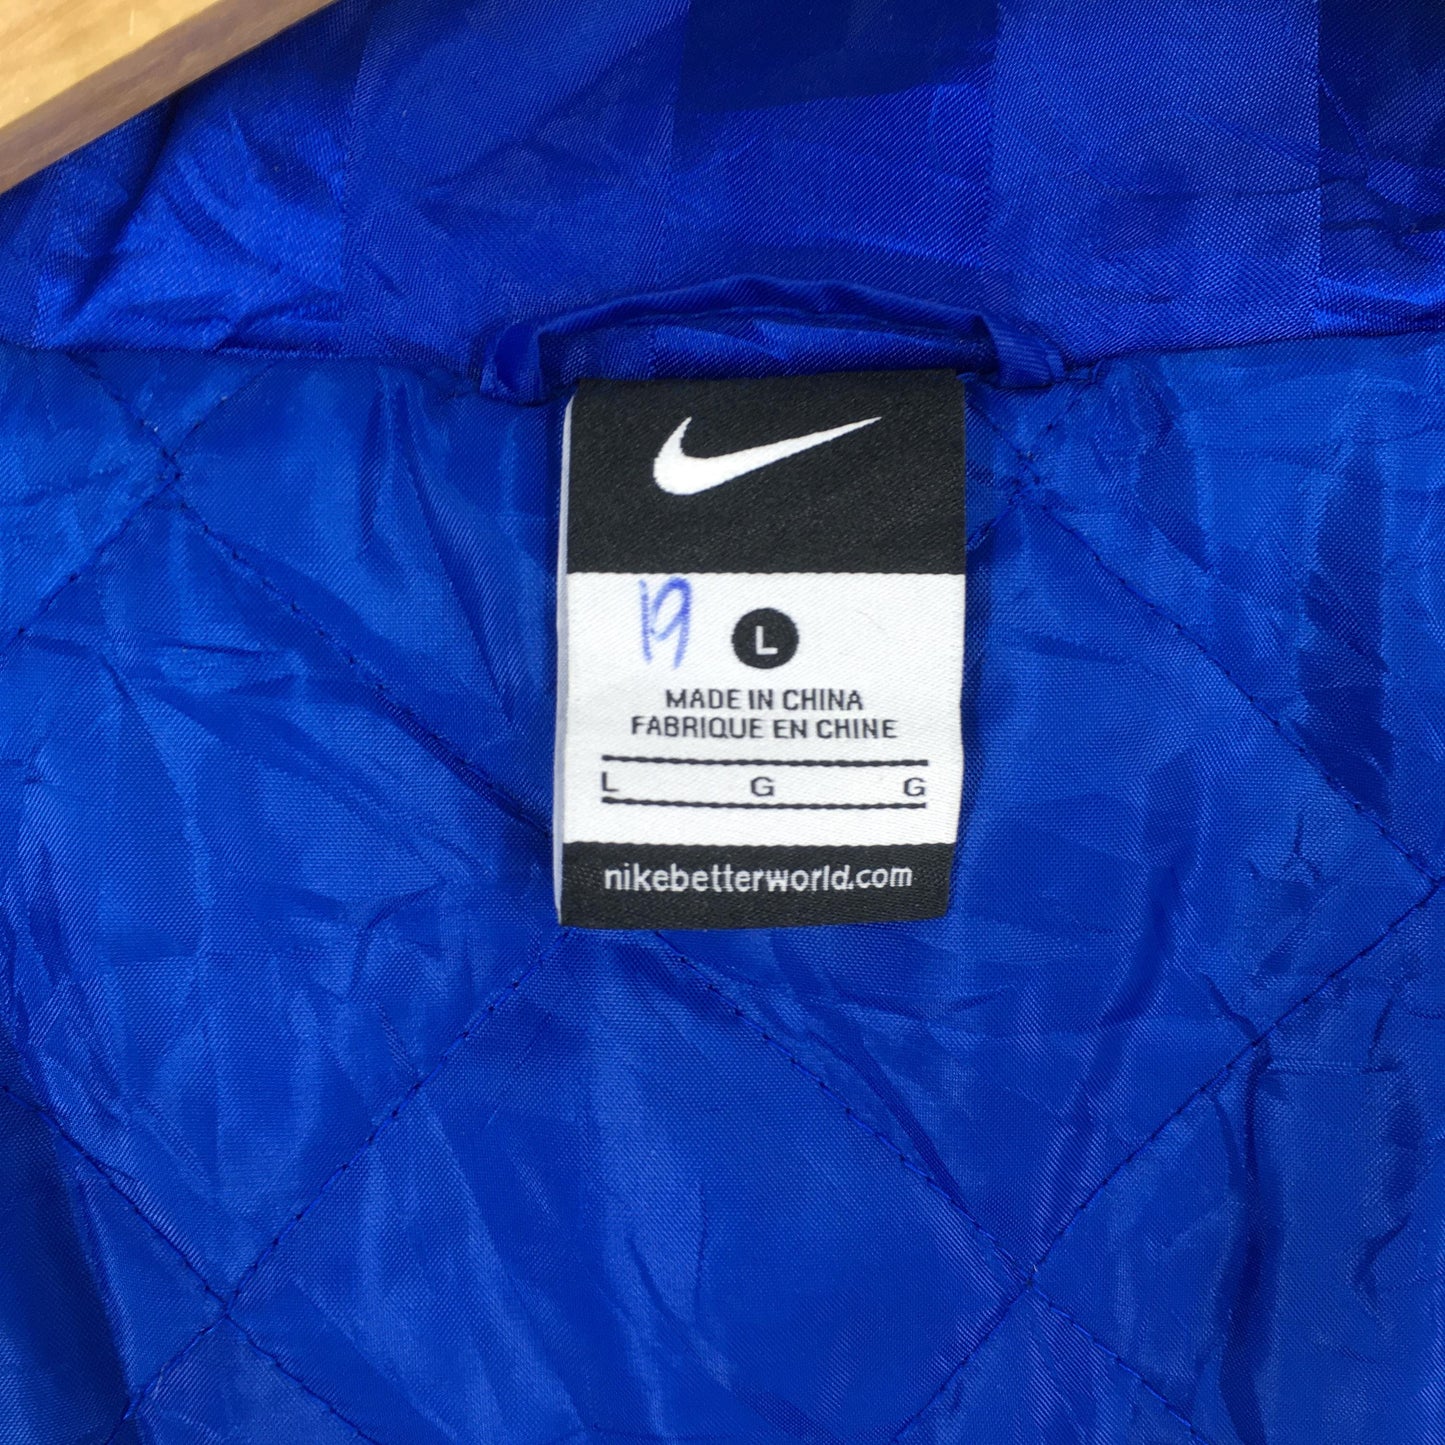 19 L
MADE IN CHINA
FABRIQUE EN CHINE
L G G
nikebetterworld.com